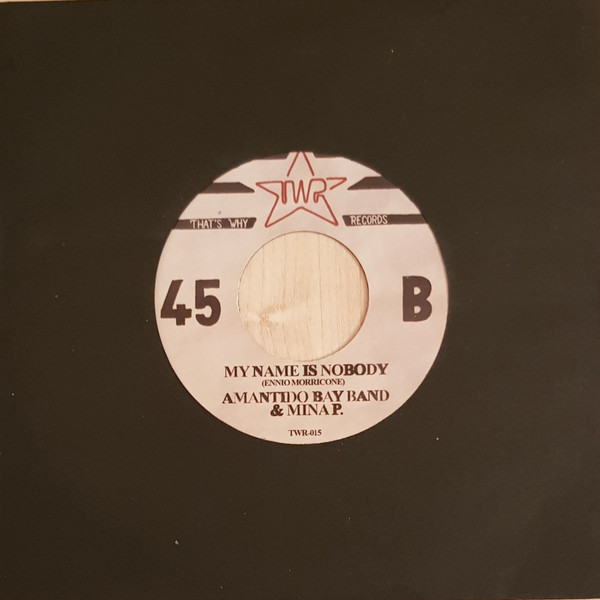 TWR
THAT'S WHY RECORDS
45 B
MY NAME IS NOBODY
(ENNIO MORRICONE)
AMANTIDO BAY BAND
& MINA P.
TWR-015